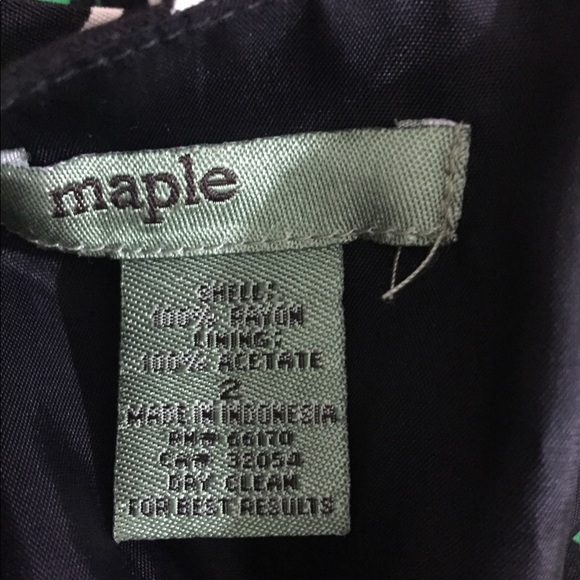 maple
SHELL:
100% RAYON
LINING:
100% ACETATE
2
MADE IN INDONESIA
RN# 66170
CA# 32054
DRY CLEAN
FOR BEST RESULTS